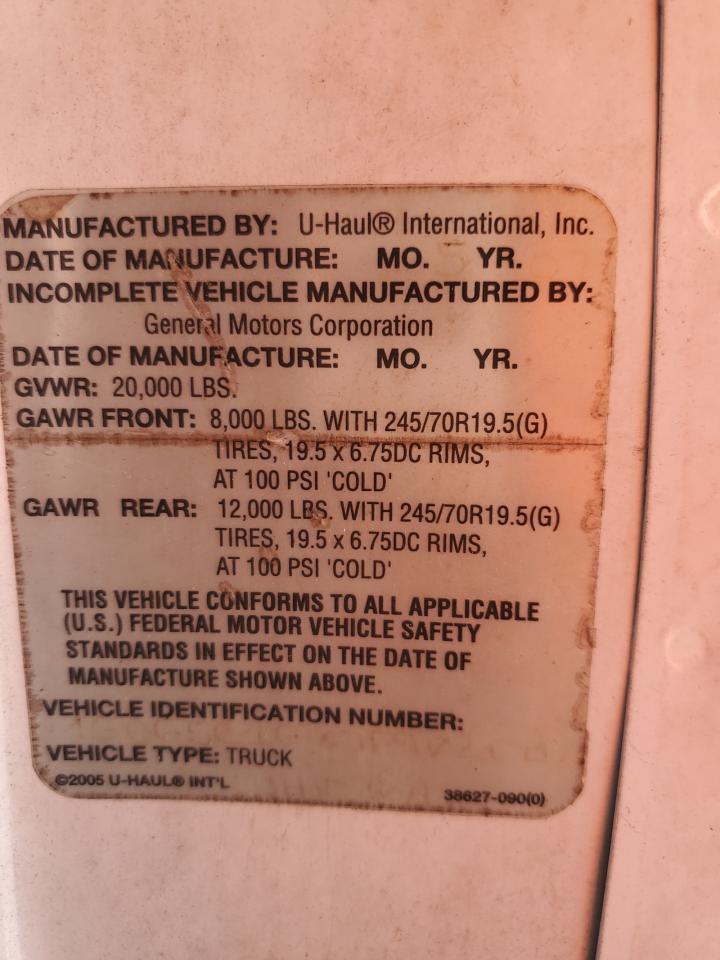 MANUFACTURED BY: U-Haul® International, Inc.
DATE OF MANUFACTURE: MO. YR.
INCOMPLETE VEHICLE MANUFACTURED BY:
General Motors Corporation
DATE OF MANUFACTURE: MO. YR.
GVWR: 20,000 LBS.
GAWR FRONT: 8,000 LBS. WITH 245/70R19.5(G)
TIRES, 19.5 x 6.75DC RIMS,
AT 100 PSI 'COLD'
GAWR REAR: 12,000 LBS. WITH 245/70R19.5(G)
TIRES, 19.5 x 6.75DC RIMS,
AT 100 PSI 'COLD'
THIS VEHICLE CONFORMS TO ALL APPLICABLE
(U.S.) FEDERAL MOTOR VEHICLE SAFETY
STANDARDS IN EFFECT ON THE DATE OF
MANUFACTURE SHOWN ABOVE.
VEHICLE IDENTIFICATION NUMBER:
VEHICLE TYPE: TRUCK
©2005 U-HAUL® INT'L
38627-090(0)